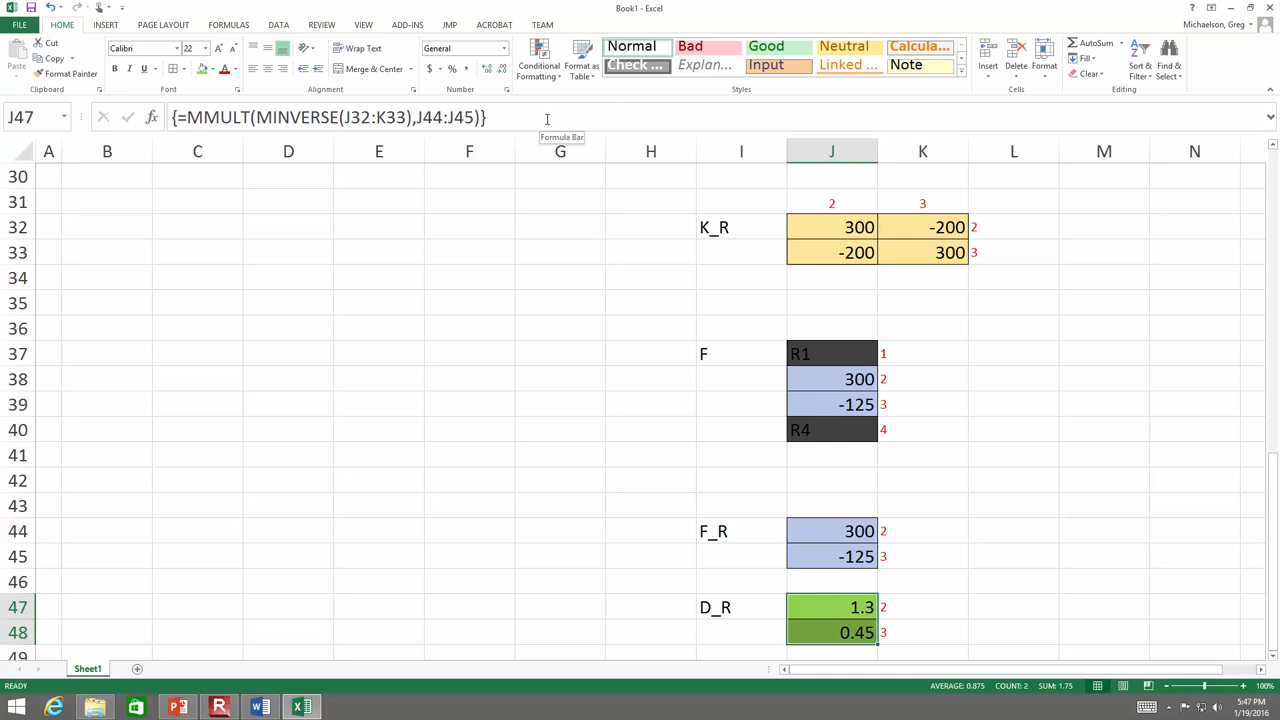 Book1 - Excel
FILE HOME INSERT PAGE LAYOUT FORMULAS DATA REVIEW VIEW ADD-INS JMP ACROBAT TEAM Michaelson, Greg
Paste Cut Copy Format Painter Clipboard
Calibri 22 A A B I U A Font
Wrap Text Merge & Center Alignment
General $ % , Number
Conditional Formatting Format as Table
Normal Bad Good Neutral Calcula...
Check ... Explan... Input Linked ... Note
Styles
Insert Delete Format Cells
AutoSum Fill Clear Sort & Filter Find & Select Editing
J47 fx {=MMULT(MINVERSE(J32:K33),J44:J45)}
Formula Bar
A B C D E F G H I J K L M N
30
31 2 3
32 K_R 300 -200 2
33 -200 300 3
34
35
36
37 F R1 1
38 300 2
39 -125 3
40 R4 4
41
42
43
44 F_R 300 2
45 -125 3
46
47 D_R 1.3 2
48 0.45 3
49
Sheet1
READY AVERAGE: 0.875 COUNT: 2 SUM: 1.75 100%
5:47 PM
1/19/2016